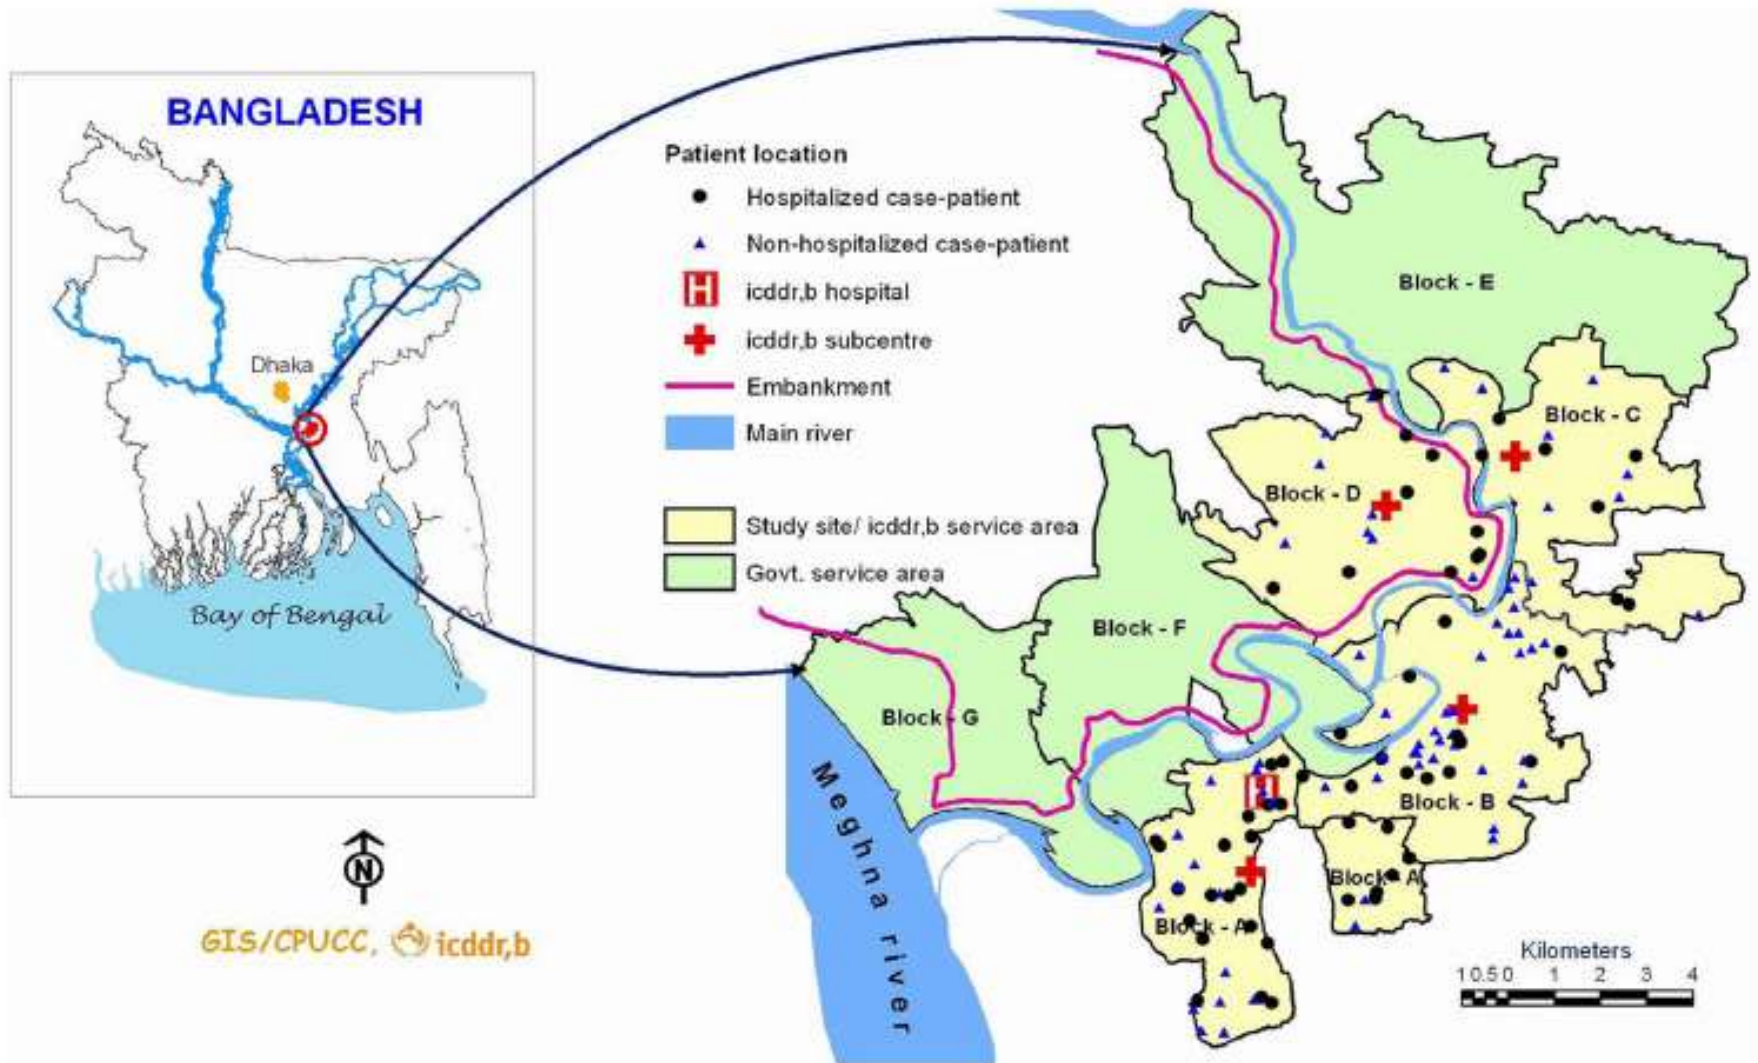 BANGLADESH
Dhaka
Bay of Bengal
N
GIS/CPUCC, icddr,b
Patient location
Hospitalized case-patient
Non-hospitalized case-patient
H icddr,b hospital
icddr,b subcentre
Embankment
Main river
Study site/ icddr,b service area
Govt. service area
Block - E
Block - C
Block - D
Block - F
Block - G
Block - B
Block - A
Block - A
H
Meghna river
Kilometers
1 0.5 0 1 2 3 4